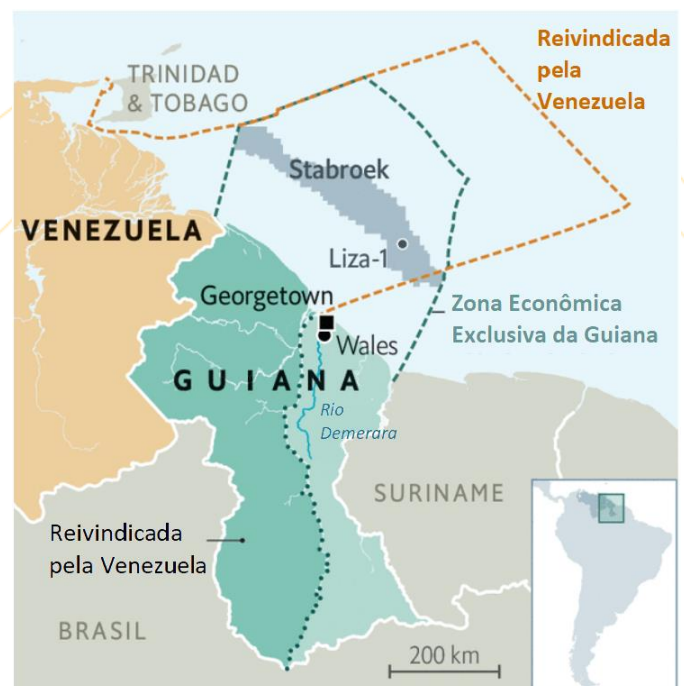 Reivindicada
pela
Venezuela
TRINIDAD
& TOBAGO
Stabroek
VENEZUELA
Liza-1
Georgetown
Zona Econômica
Exclusiva da Guiana
Wales
GUIANA
Rio
Demerara
SURINAME
Reivindicada
pela Venezuela
BRASIL
200 km